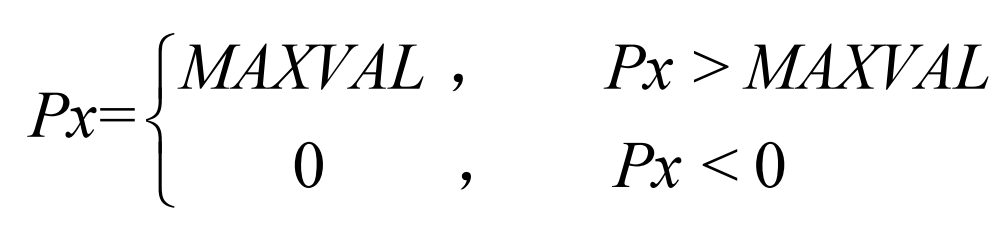 MAXVAL , Px > MAXVAL
Px= {
0 , Px < 0